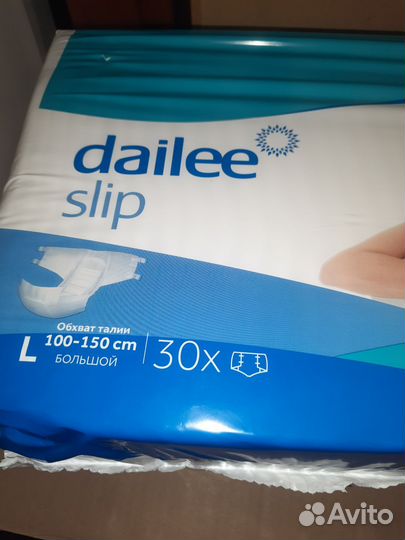 dailee
slip
Обхват талии
L 100-150 cm
БОЛЬШОЙ
30x
Avito